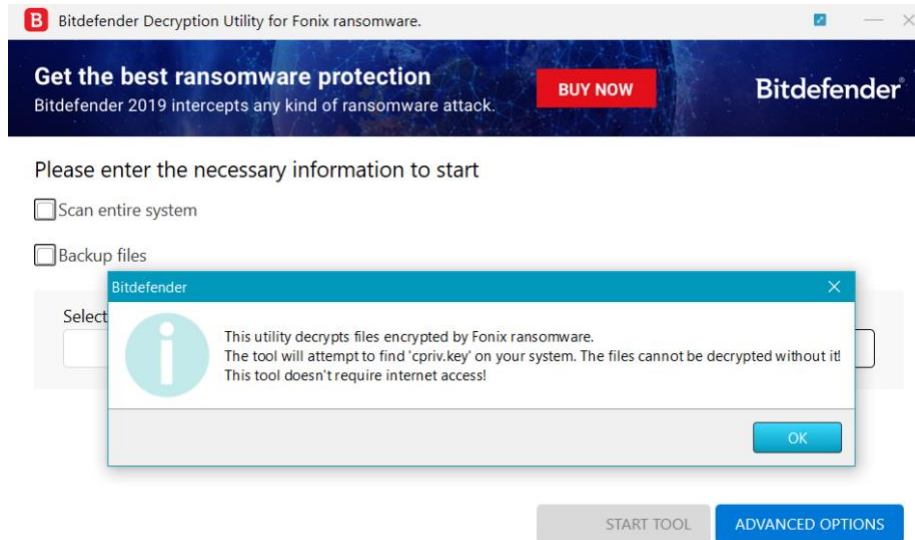 B Bitdefender Decryption Utility for Fonix ransomware.
Get the best ransomware protection
Bitdefender 2019 intercepts any kind of ransomware attack.
BUY NOW
Bitdefender®
Please enter the necessary information to start
Scan entire system
Backup files
Select
Bitdefender
This utility decrypts files encrypted by Fonix ransomware.
The tool will attempt to find 'cpriv.key' on your system. The files cannot be decrypted without it!
This tool doesn't require internet access!
OK
START TOOL
ADVANCED OPTIONS